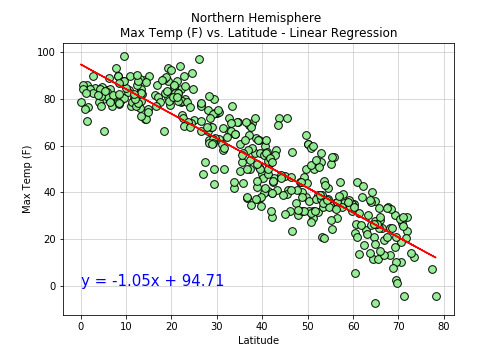 Northern Hemisphere
Max Temp (F) vs. Latitude - Linear Regression
100
80
60
40
20
0
Max Temp (F)
y = -1.05x + 94.71
0 10 20 30 40 50 60 70 80
Latitude